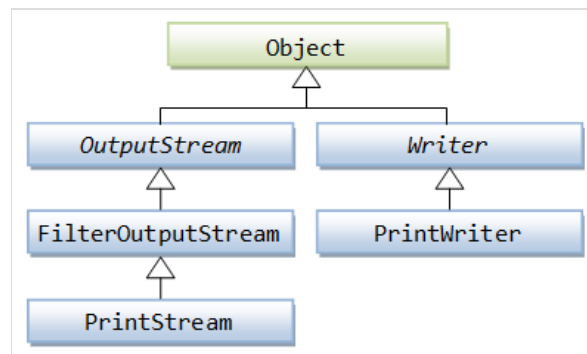 Object
OutputStream
Writer
FilterOutputStream
PrintWriter
PrintStream